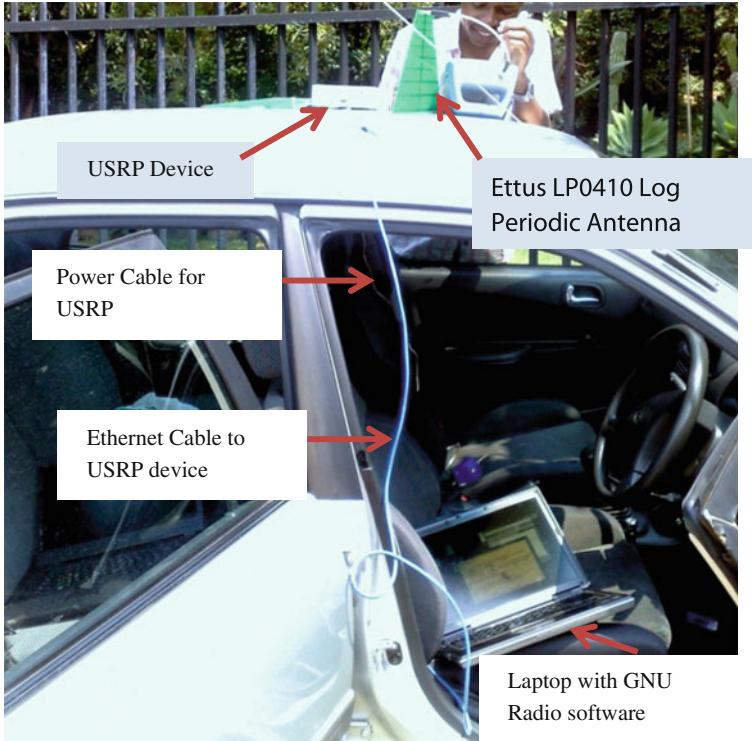 USRP Device
Ettus LP0410 Log
Periodic Antenna
Power Cable for
USRP
Ethernet Cable to
USRP device
Laptop with GNU
Radio software